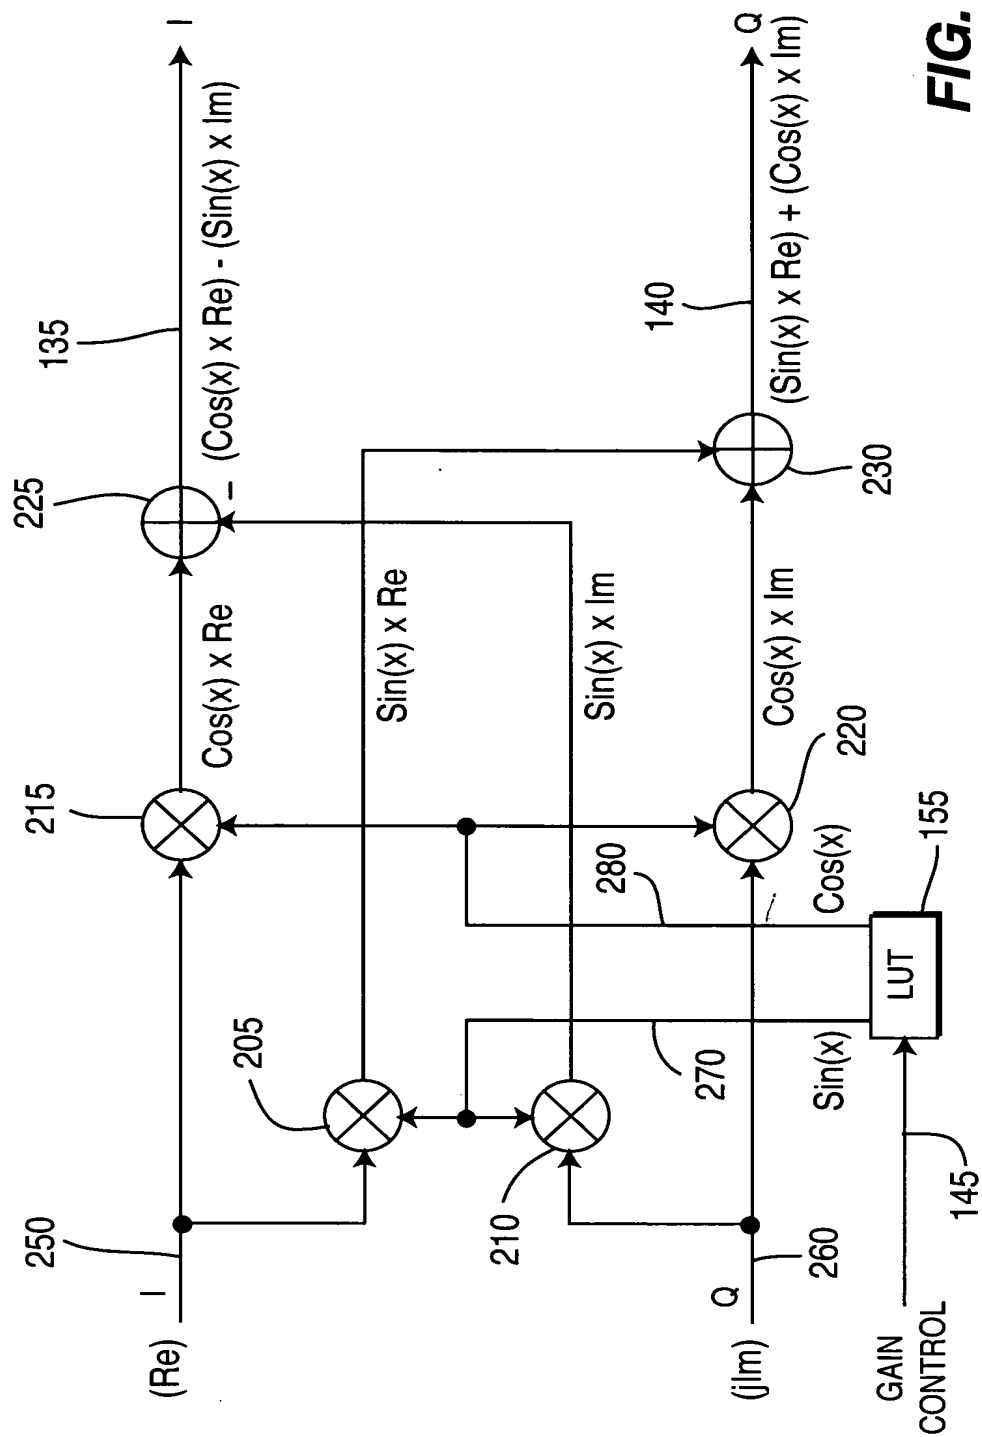 (Re)
I
250
215
Cos(x) x Re
225
–
135
(Cos(x) x Re) - (Sin(x) x Im)
I
205
Sin(x) x Re
210
Sin(x) x Im
(jIm)
Q
260
270
280
220
Cos(x) x Im
230
140
(Sin(x) x Re) + (Cos(x) x Im)
Q
Sin(x)
Cos(x)
LUT
155
GAIN
CONTROL
145
FIG.